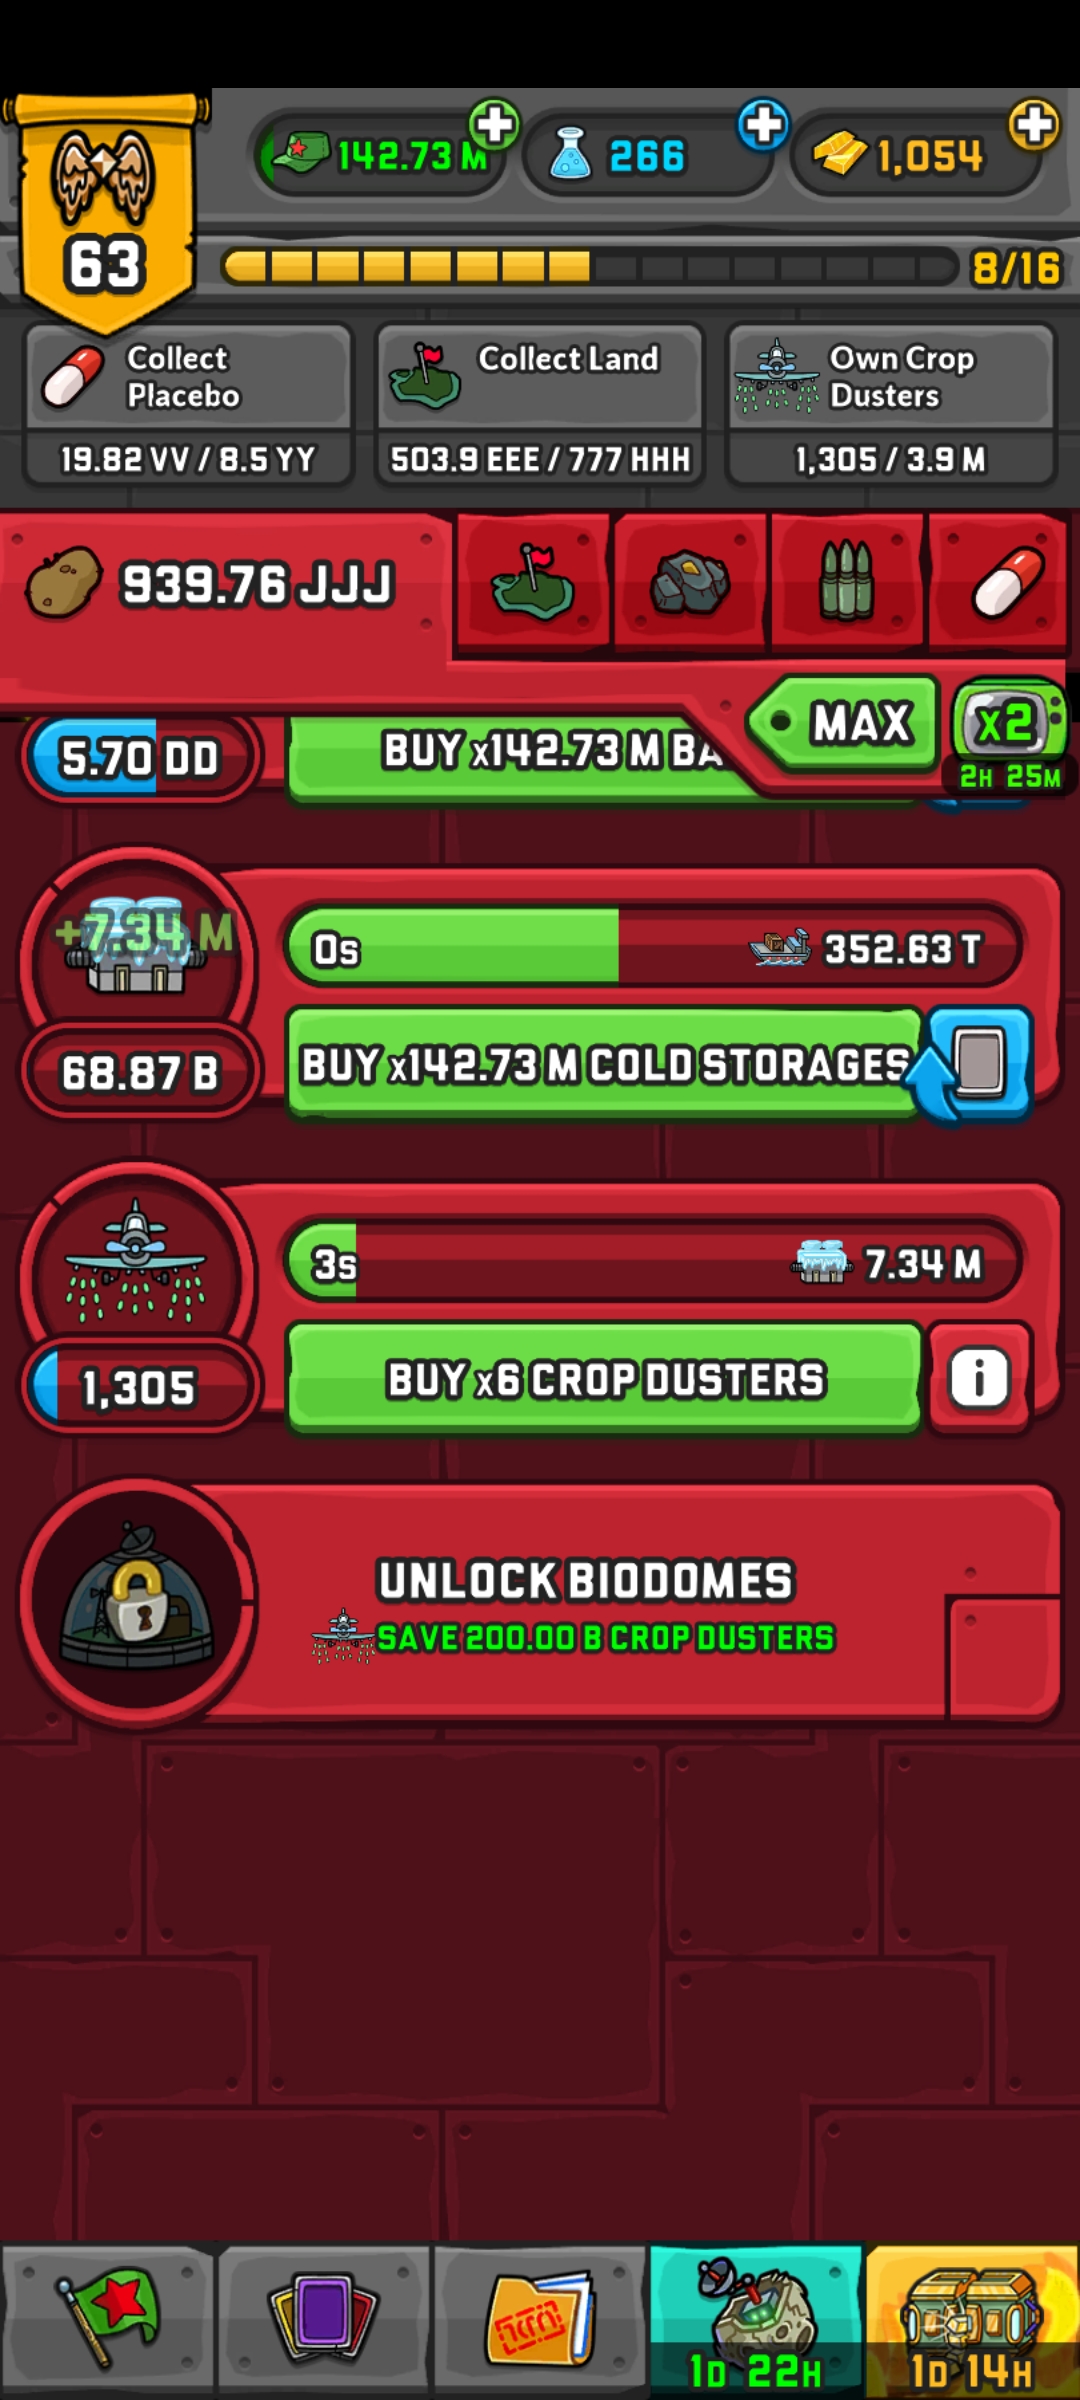 142.73 M
266
1,054
63
8/16
Collect
Placebo
19.82 VV / 8.5 YY
Collect Land
503.9 EEE / 777 HHH
Own Crop
Dusters
1,305 / 3.9 M
939.76 JJJ
MAX
x2
2H 25M
5.70 DD
BUY x142.73 M BA
+7.34 M
0s
352.63 T
68.87 B
BUY x142.73 M COLD STORAGES
3s
7.34 M
1,305
BUY x6 CROP DUSTERS
i
UNLOCK BIODOMES
SAVE 200.00 B CROP DUSTERS
1D 22H
1D 14H